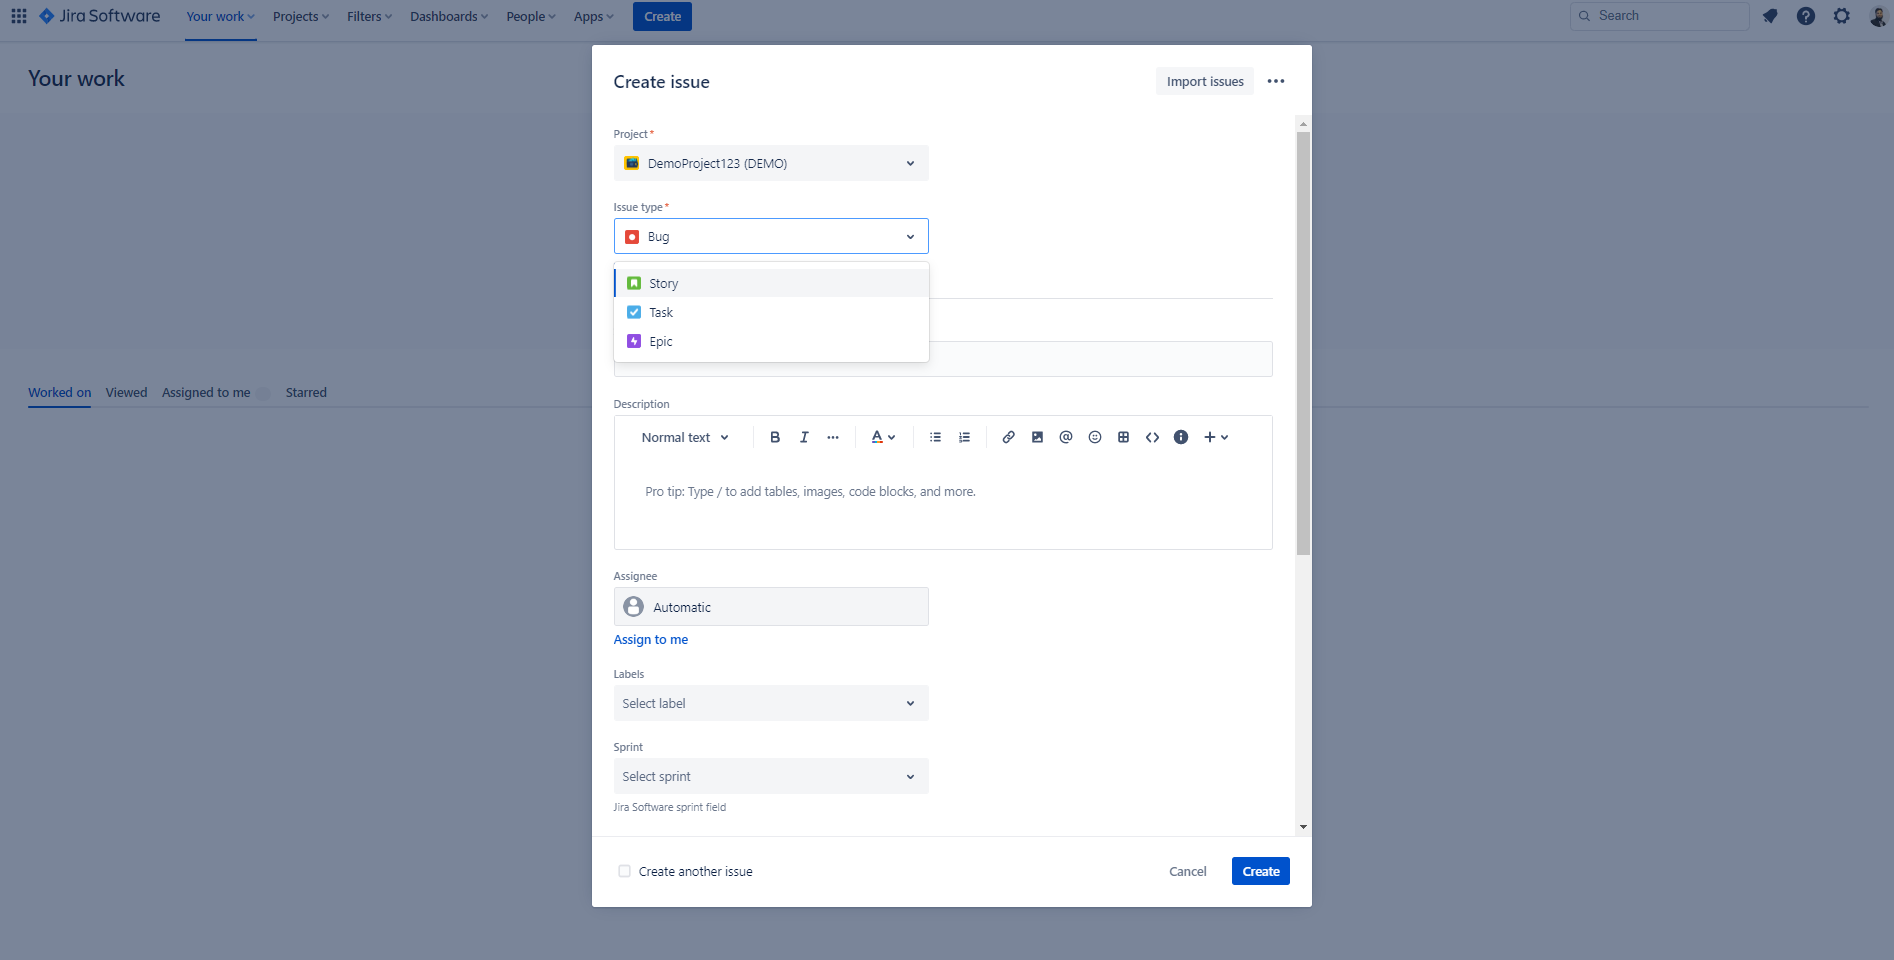 Jira Software Your work Projects Filters Dashboards People Apps Create Search
Your work
Worked on Viewed Assigned to me Starred
Create issue Import issues
Project*
DemoProject123 (DEMO)
Issue type*
Bug
Story
Task
Epic
Description
Normal text B I A @
Pro tip: Type / to add tables, images, code blocks, and more.
Assignee
Automatic
Assign to me
Labels
Select label
Sprint
Select sprint
Jira Software sprint field
Create another issue Cancel Create